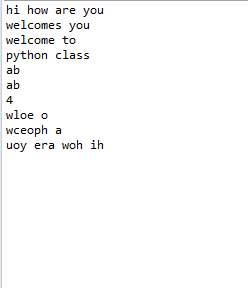 hi how are you
welcomes you
welcome to
python class
ab
ab
4
wloe o
wceoph a
uoy era woh ih